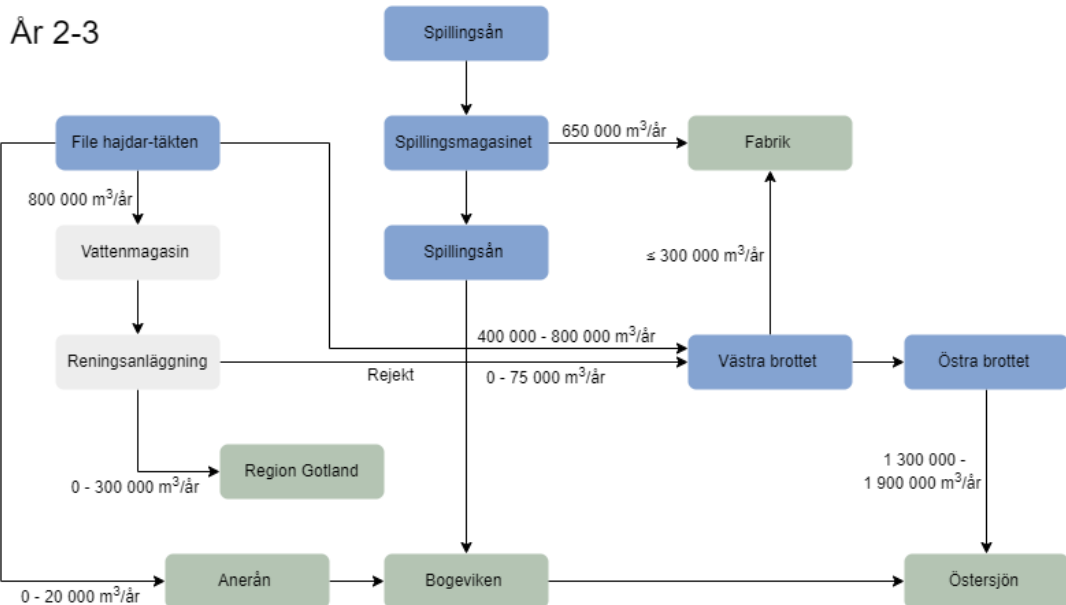 År 2-3
Spillingsån
File hajdar-täkten
Spillingsmagasinet
650 000 m³/år
Fabrik
800 000 m³/år
Vattenmagasin
Spillingsån
≤ 300 000 m³/år
400 000 - 800 000 m³/år
Reningsanläggning
Rejekt
0 - 75 000 m³/år
Västra brottet
Östra brottet
Region Gotland
0 - 300 000 m³/år
1 300 000 -
1 900 000 m³/år
Anerån
Bogeviken
Östersjön
0 - 20 000 m³/år